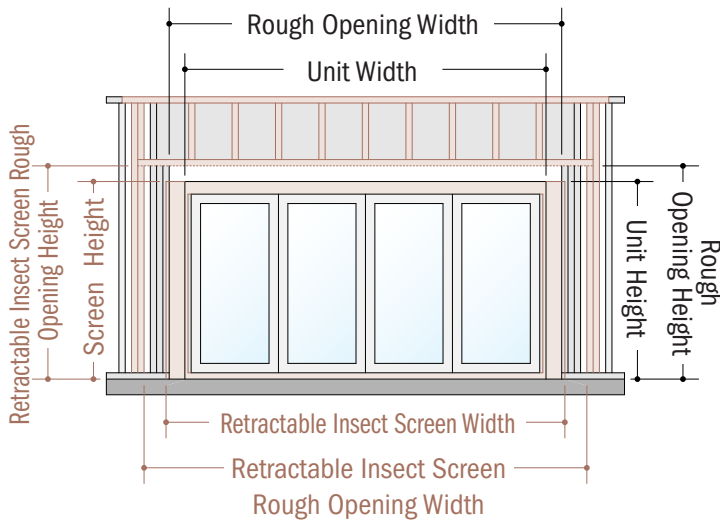 Rough Opening Width
Unit Width
Retractable Insect Screen Rough
Opening Height
Screen Height
Unit Height
Rough
Opening Height
Retractable Insect Screen Width
Retractable Insect Screen
Rough Opening Width